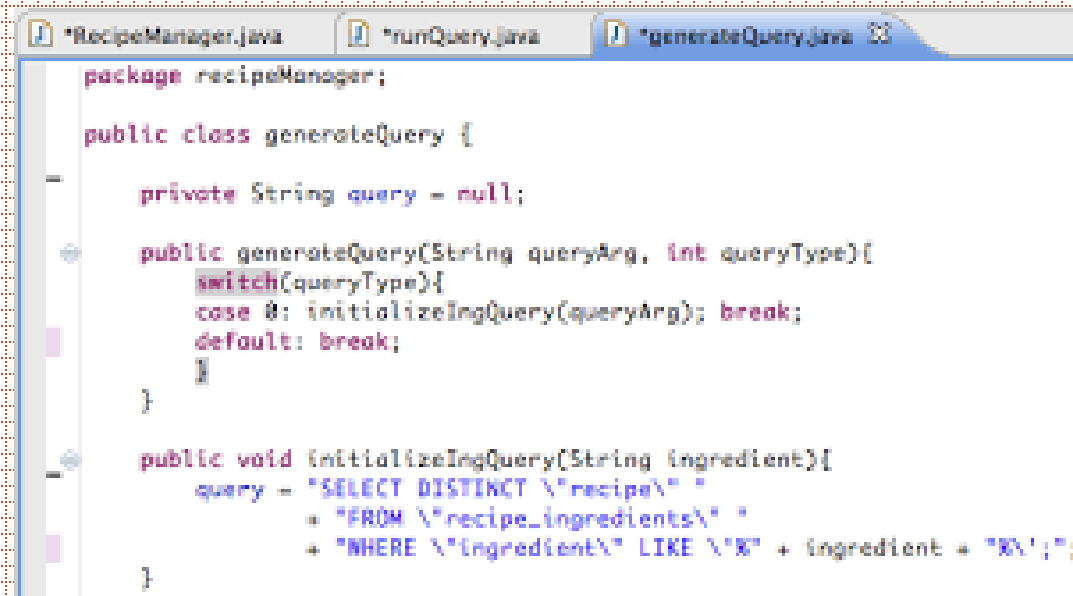 *RecipeManager.java *runQuery.java *generateQuery.java
package recipeManager;
public class generateQuery {
private String query = null;
public generateQuery(String queryArg, int queryType){
switch(queryType){
case 0: initializeIngQuery(queryArg); break;
default: break;
}
}
public void initializeIngQuery(String ingredient){
query = "SELECT DISTINCT \"recipe\" "
+ "FROM \"recipe_ingredients\" "
+ "WHERE \"ingredient\" LIKE \"%" + ingredient + "%\';";
}